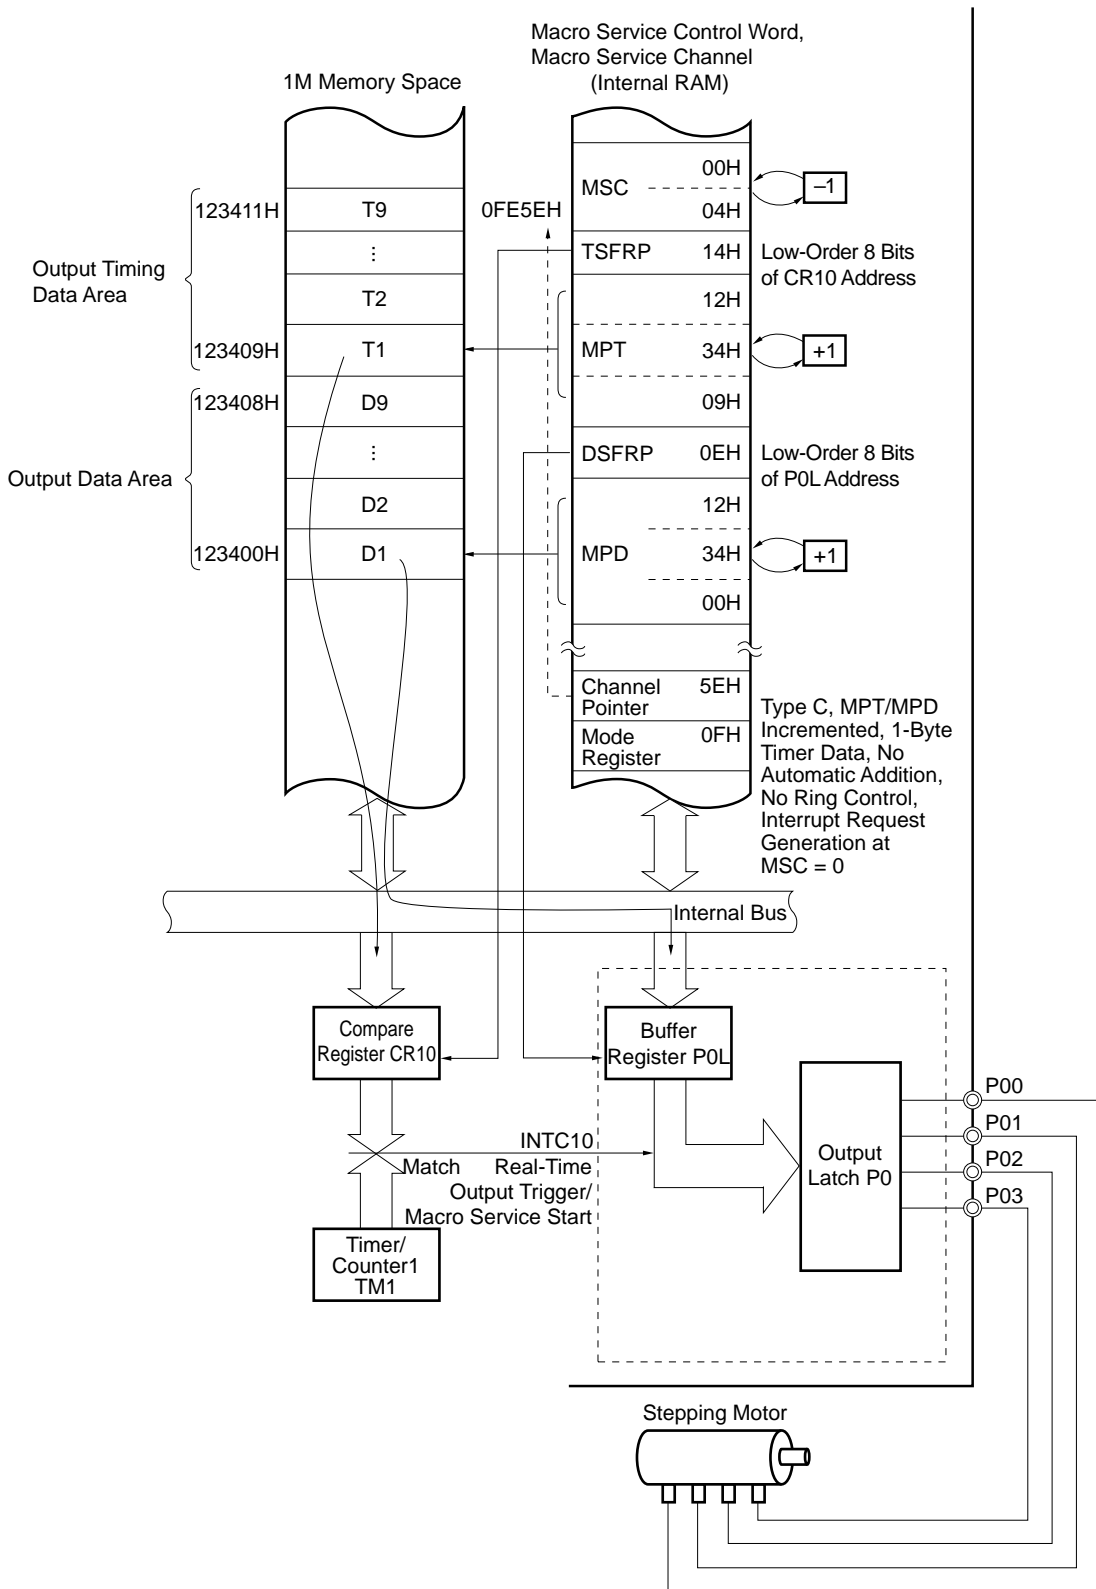 Macro Service Control Word,
Macro Service Channel
(Internal RAM)
1M Memory Space
00H
MSC
–1
04H
123411H
T9
0FE5EH
TSFRP
14H
Low-Order 8 Bits
of CR10 Address
⋮
Output Timing
Data Area
T2
12H
123409H
T1
MPT
34H
+1
123408H
D9
09H
⋮
DSFRP
0EH
Low-Order 8 Bits
of P0L Address
Output Data Area
D2
12H
123400H
D1
MPD
34H
+1
00H
Channel
Pointer
5EH
Mode
Register
0FH
Type C, MPT/MPD
Incremented, 1-Byte
Timer Data, No
Automatic Addition,
No Ring Control,
Interrupt Request
Generation at
MSC = 0
Internal Bus
Compare
Register CR10
Buffer
Register P0L
P00
P01
P02
P03
Output
Latch P0
INTC10
Match
Real-Time
Output Trigger/
Macro Service Start
Timer/
Counter1
TM1
Stepping Motor